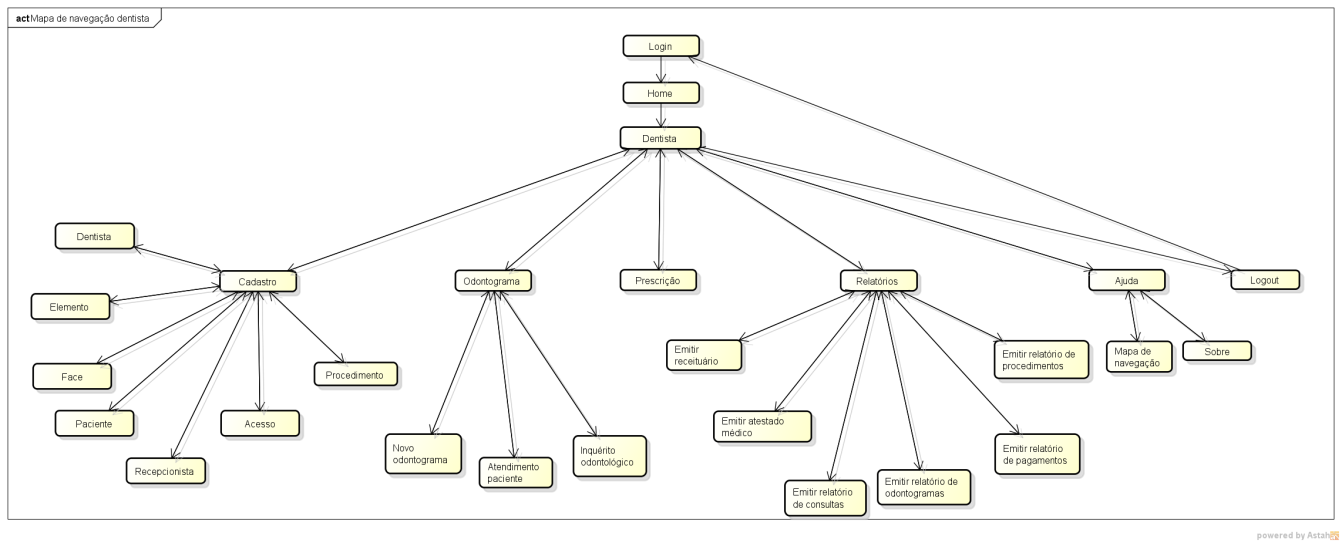 act Mapa de navegação dentista
Login
Home
Dentista
Dentista
Cadastro
Odontograma
Prescrição
Relatórios
Ajuda
Logout
Elemento
Face
Paciente
Recepcionista
Acesso
Procedimento
Novo
odontograma
Atendimento
paciente
Inquérito
odontológico
Emitir
receituário
Emitir atestado
médico
Emitir relatório
de consultas
Emitir relatório de
odontogramas
Emitir relatório
de pagamentos
Emitir relatório de
procedimentos
Mapa de
navegação
Sobre
powered by Astah